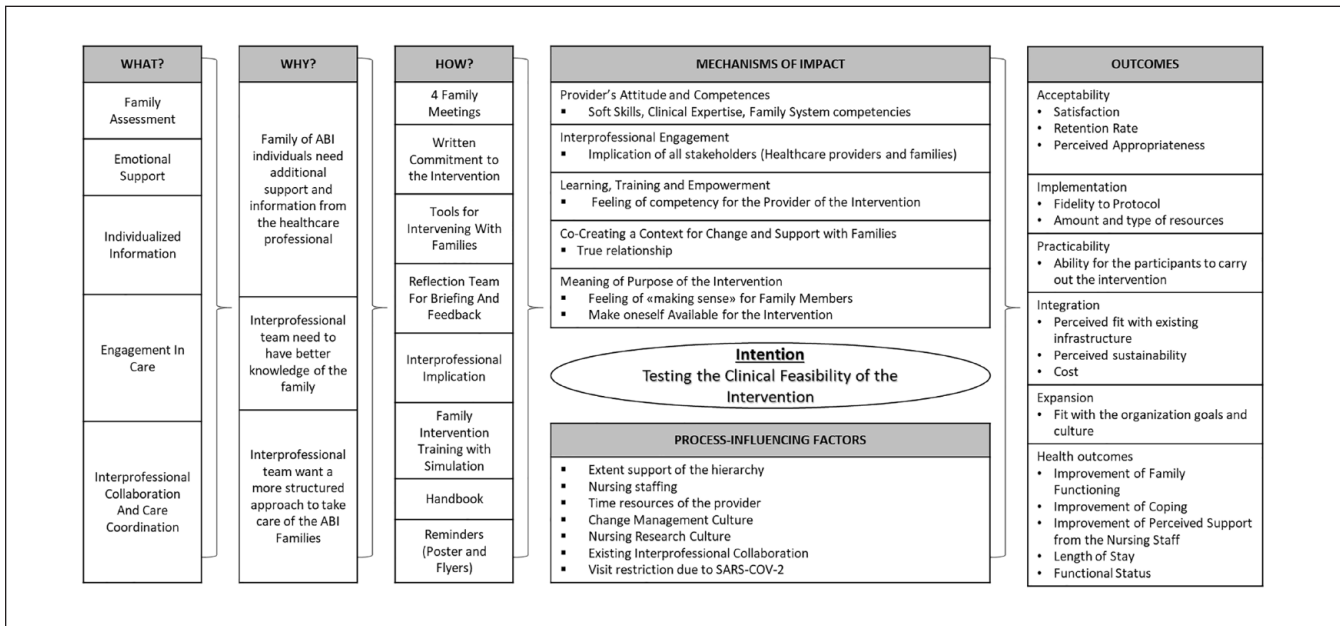 WHAT?
Family
Assessment
Emotional
Support
Individualized
Information
Engagement In
Care
Interprofessional
Collaboration
And Care
Coordination
WHY?
Family of ABI
individuals need
additional
support and
information from
the healthcare
professional
Interprofessional
team need to
have better
knowledge of the
family
Interprofessional
team want a
more structured
approach to take
care of the ABI
Families
HOW?
4 Family
Meetings
Written
Commitment to
the Intervention
Tools for
Intervening With
Families
Reflection Team
For Briefing And
Feedback
Interprofessional
Implication
Family
Intervention
Training with
Simulation
Handbook
Reminders
(Poster and
Flyers)
MECHANISMS OF IMPACT
Provider's Attitude and Competences
▪ Soft Skills, Clinical Expertise, Family System competencies
Interprofessional Engagement
▪ Implication of all stakeholders (Healthcare providers and families)
Learning, Training and Empowerment
▪ Feeling of competency for the Provider of the Intervention
Co-Creating a Context for Change and Support with Families
▪ True relationship
Meaning of Purpose of the Intervention
▪ Feeling of «making sense» for Family Members
▪ Make oneself Available for the Intervention
Intention
Testing the Clinical Feasibility of the
Intervention
PROCESS-INFLUENCING FACTORS
▪ Extent support of the hierarchy
▪ Nursing staffing
▪ Time resources of the provider
▪ Change Management Culture
▪ Nursing Research Culture
▪ Existing Interprofessional Collaboration
▪ Visit restriction due to SARS-COV-2
OUTCOMES
Acceptability
• Satisfaction
• Retention Rate
• Perceived Appropriateness
Implementation
• Fidelity to Protocol
• Amount and type of resources
Practicability
• Ability for the participants to carry
out the intervention
Integration
• Perceived fit with existing
infrastructure
• Perceived sustainability
• Cost
Expansion
• Fit with the organization goals and
culture
Health outcomes
• Improvement of Family
Functioning
• Improvement of Coping
• Improvement of Perceived Support
from the Nursing Staff
• Length of Stay
• Functional Status